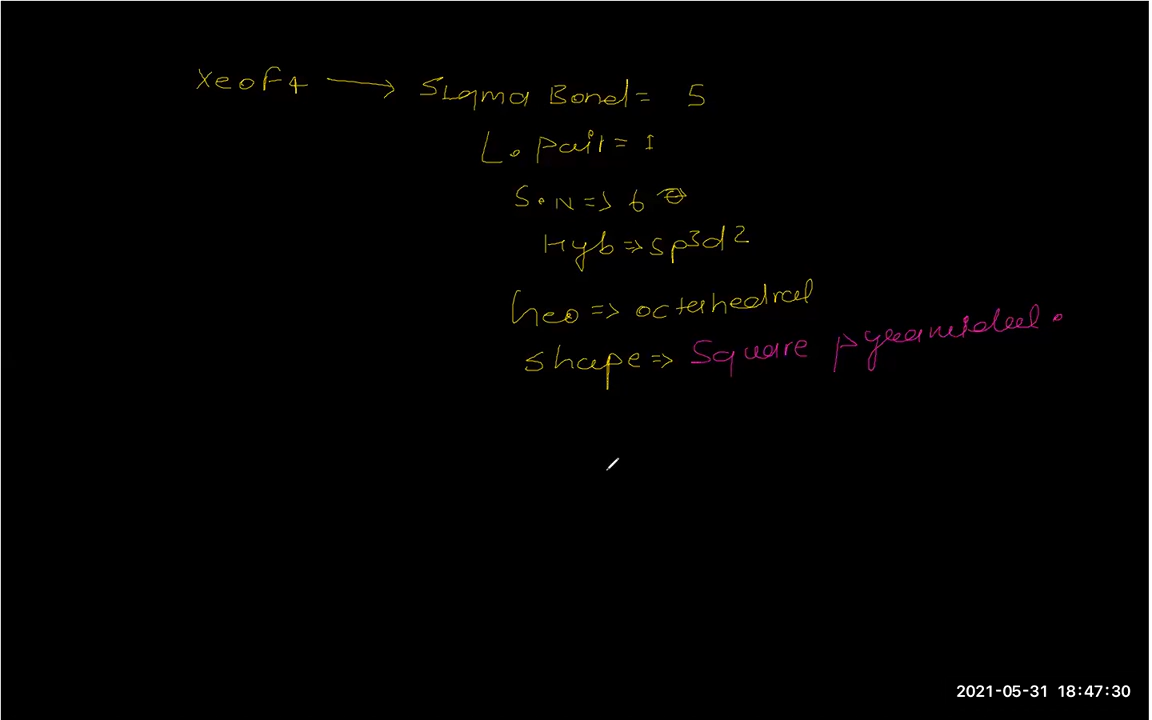 XeOF4 → Sigma Bond = 5
L. pair = 1
S.N => 6
Hyb => sp3d2
Geo => octahedral
shape => Square pyramidal.
2021-05-31 18:47:30